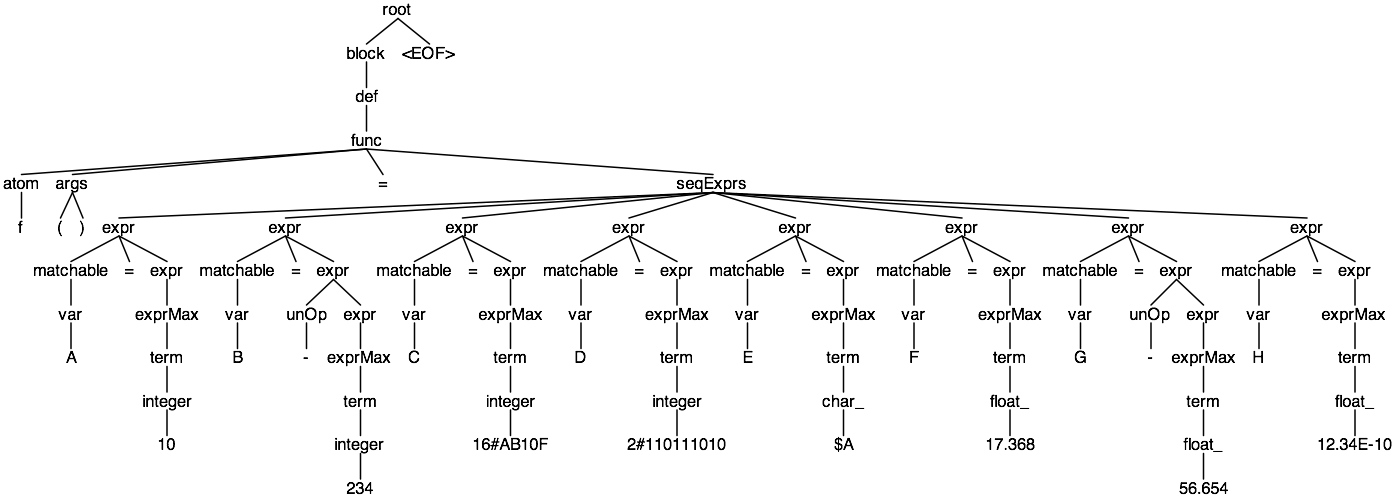 root
block <EOF>
def
func
atom args = seqExprs
f ( ) expr expr expr expr expr expr expr expr
matchable = expr matchable = expr matchable = expr matchable = expr matchable = expr matchable = expr matchable = expr matchable = expr
var exprMax var unOp expr var exprMax var exprMax var exprMax var exprMax var unOp expr var exprMax
A term B - exprMax C term D term E term F term G - exprMax H term
integer term integer integer char_ float_ term float_
10 integer 16#AB10F 2#110111010 $A 17.368 float_ 12.34E-10
234 56.654